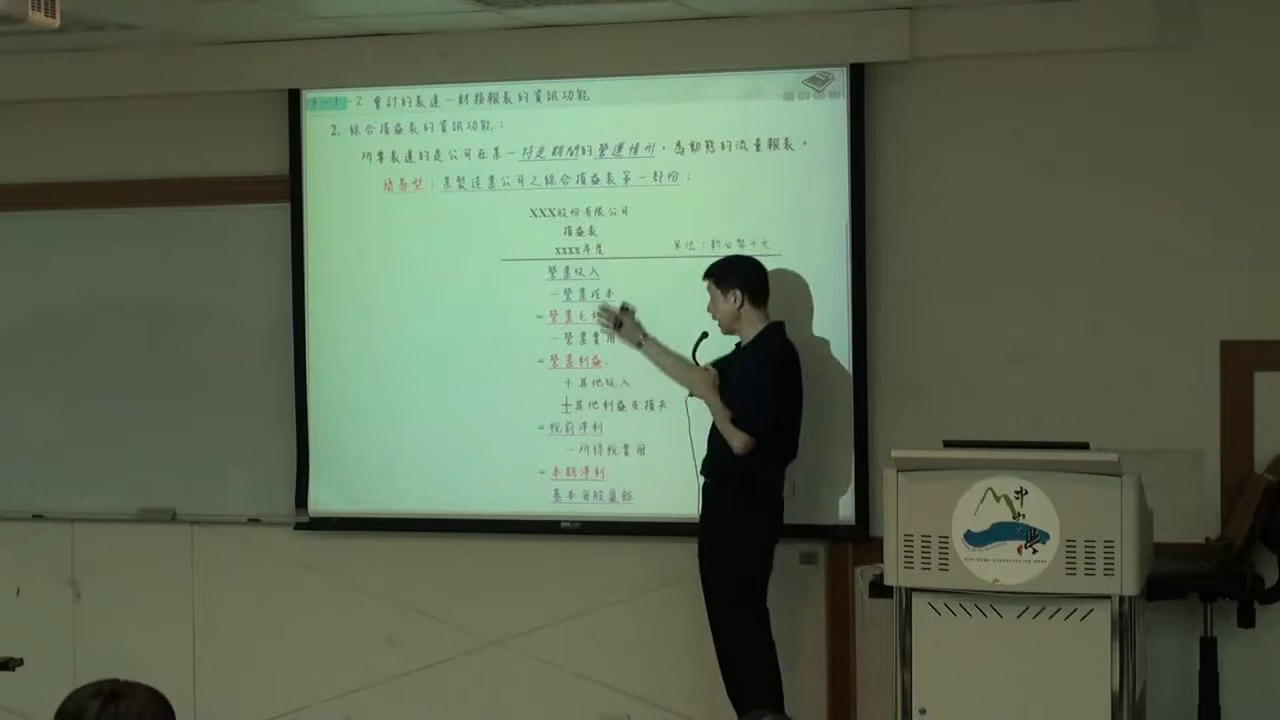 3-1-2 會計的表達-財務報表的資訊功能
2. 綜合損益表的資訊功能：
所要表達的是公司在某一特定期間的營運情形，為動態的流量報表。
簡易型：某製造業公司之綜合損益表第一部份：
XXX股份有限公司
損益表
xxxx年度
單位：新台幣千元
營業收入
-營業成本
=營業毛
-營業費用
=營業利益
+其他收入
±其他利益及損失
=稅前淨利
-所得稅費用
=本期淨利
基本每股盈餘
中山